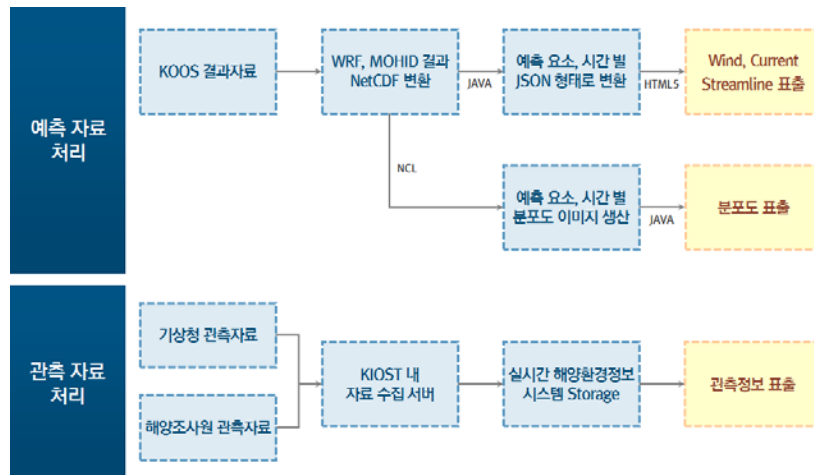 예측 자료
처리
KOOS 결과자료
WRF, MOHID 결과
NetCDF 변환
JAVA
예측 요소, 시간 별
JSON 형태로 변환
HTML5
Wind, Current
Streamline 표출
NCL
예측 요소, 시간 별
분포도 이미지 생산
JAVA
분포도 표출
관측 자료
처리
기상청 관측자료
해양조사원 관측자료
KIOST 내
자료 수집 서버
실시간 해양환경정보
시스템 Storage
관측정보 표출